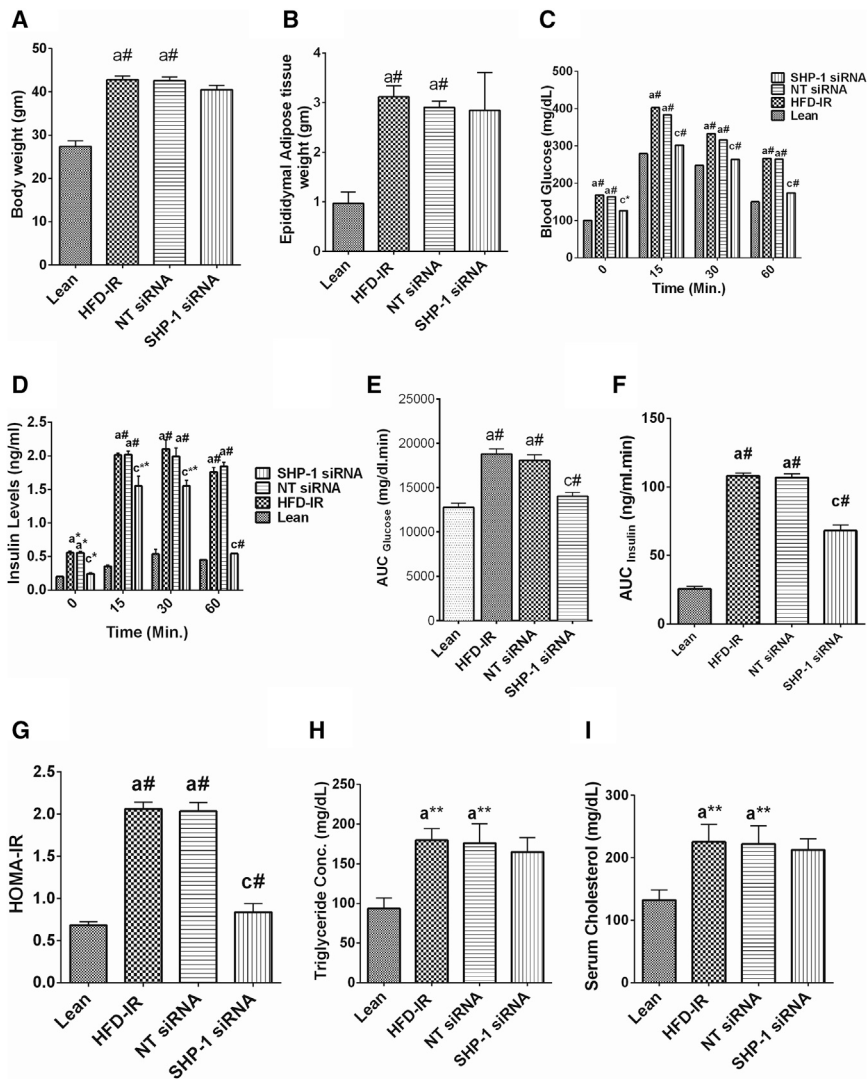 A
Body weight (gm)
50
40
30
20
10
0
a#
a#
Lean
HFD-IR
NT siRNA
SHP-1 siRNA
B
Epididymal Adipose tissue
weight (gm)
4
3
2
1
0
a#
a#
Lean
HFD-IR
NT siRNA
SHP-1 siRNA
C
Blood Glucose (mg/dL)
500
400
300
200
100
0
a#
a#
c*
a#
a#
c#
a#
a#
c#
a#
a#
c#
0
15
30
60
Time (Min.)
SHP-1 siRNA
NT siRNA
HFD-IR
Lean
D
Insulin Levels (ng/ml)
2.5
2.0
1.5
1.0
0.5
0.0
a*
a*
c*
a#
a#
c**
a#
a#
c**
a#
a#
c#
0
15
30
60
Time (Min.)
SHP-1 siRNA
NT siRNA
HFD-IR
Lean
E
AUC Glucose (mg/dl.min)
25000
20000
15000
10000
5000
0
a#
a#
c#
Lean
HFD-IR
NT siRNA
SHP-1 siRNA
F
AUC Insulin (ng/ml.min)
150
100
50
0
a#
a#
c#
Lean
HFD-IR
NT siRNA
SHP-1 siRNA
G
HOMA-IR
2.5
2.0
1.5
1.0
0.5
0.0
a#
a#
c#
Lean
HFD-IR
NT siRNA
SHP-1 siRNA
H
Triglyceride Conc. (mg/dL)
250
200
150
100
50
0
a**
a**
Lean
HFD-IR
NT siRNA
SHP-1 siRNA
I
Serum Cholesterol (mg/dL)
300
200
100
0
a**
a**
Lean
HFD-IR
NT siRNA
SHP-1 siRNA